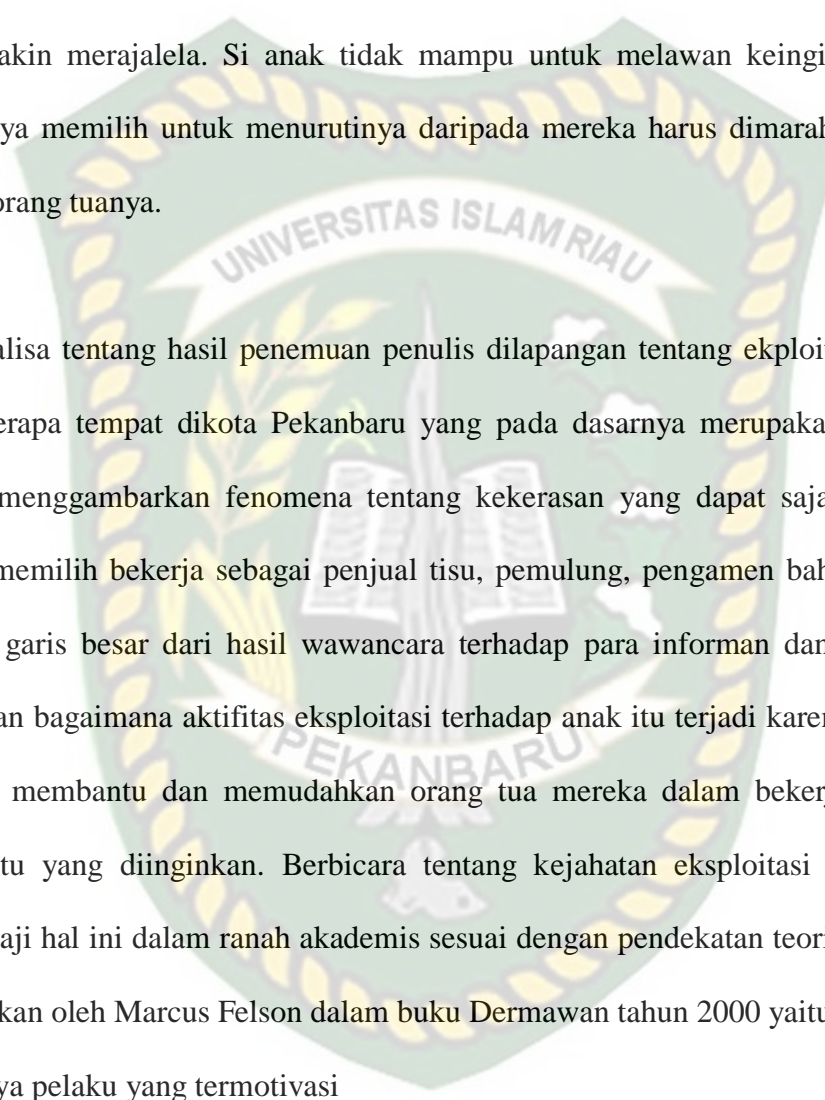 akin merajalela. Si anak tidak mampu untuk melawan keingi
ya memilih untuk menurutinya daripada mereka harus dimarah
orang tuanya.
UNIVERSITAS ISLAM RIAU
alisa tentang hasil penemuan penulis dilapangan tentang ekploit
erapa tempat dikota Pekanbaru yang pada dasarnya merupaka
menggambarkan fenomena tentang kekerasan yang dapat saja
memilih bekerja sebagai penjual tisu, pemulung, pengamen bah
garis besar dari hasil wawancara terhadap para informan dan
an bagaimana aktifitas eksploitasi terhadap anak itu terjadi karen
PEKANBARU
membantu dan memudahkan orang tua mereka dalam bekerj
tu yang diinginkan. Berbicara tentang kejahatan eksploitasi
aji hal ini dalam ranah akademis sesuai dengan pendekatan teori
kan oleh Marcus Felson dalam buku Dermawan tahun 2000 yaitu
ya pelaku yang termotivasi